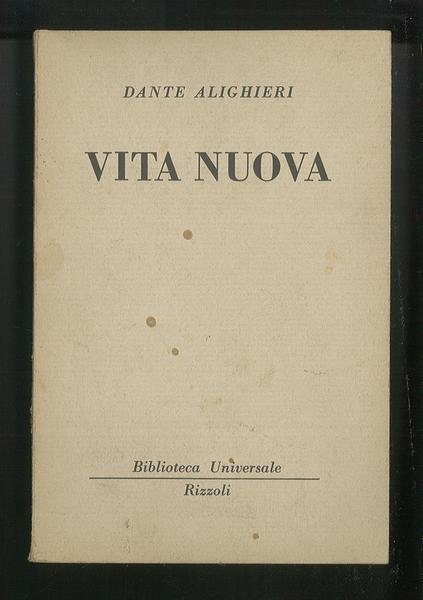 DANTE ALIGHIERI
VITA NUOVA
Biblioteca Universale
Rizzoli